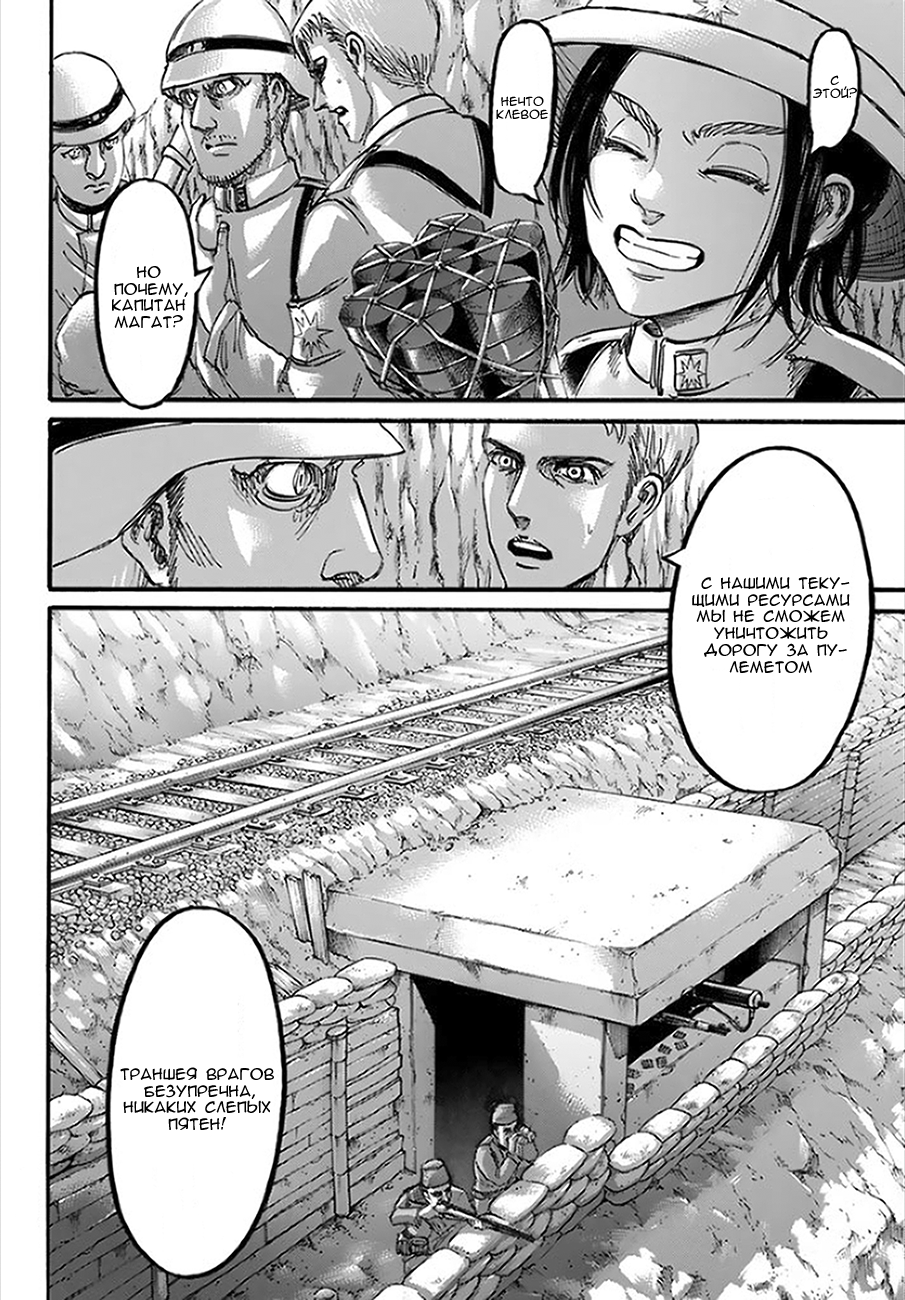 С
ЭТОЙ?
НЕЧТО
КЛЕВОЕ
НО
ПОЧЕМУ,
КАПИТАН
МАГАТ?
С НАШИМИ ТЕКУ-
ЩИМИ РЕСУРСАМИ
МЫ НЕ СМОЖЕМ
УНИЧТОЖИТЬ
ДОРОГУ ЗА ПУ-
ЛЕМЕТОМ
ТРАНШЕЯ ВРАГОВ
БЕЗУПРЕЧНА,
НИКАКИХ СЛЕПЫХ
ПЯТЕН!